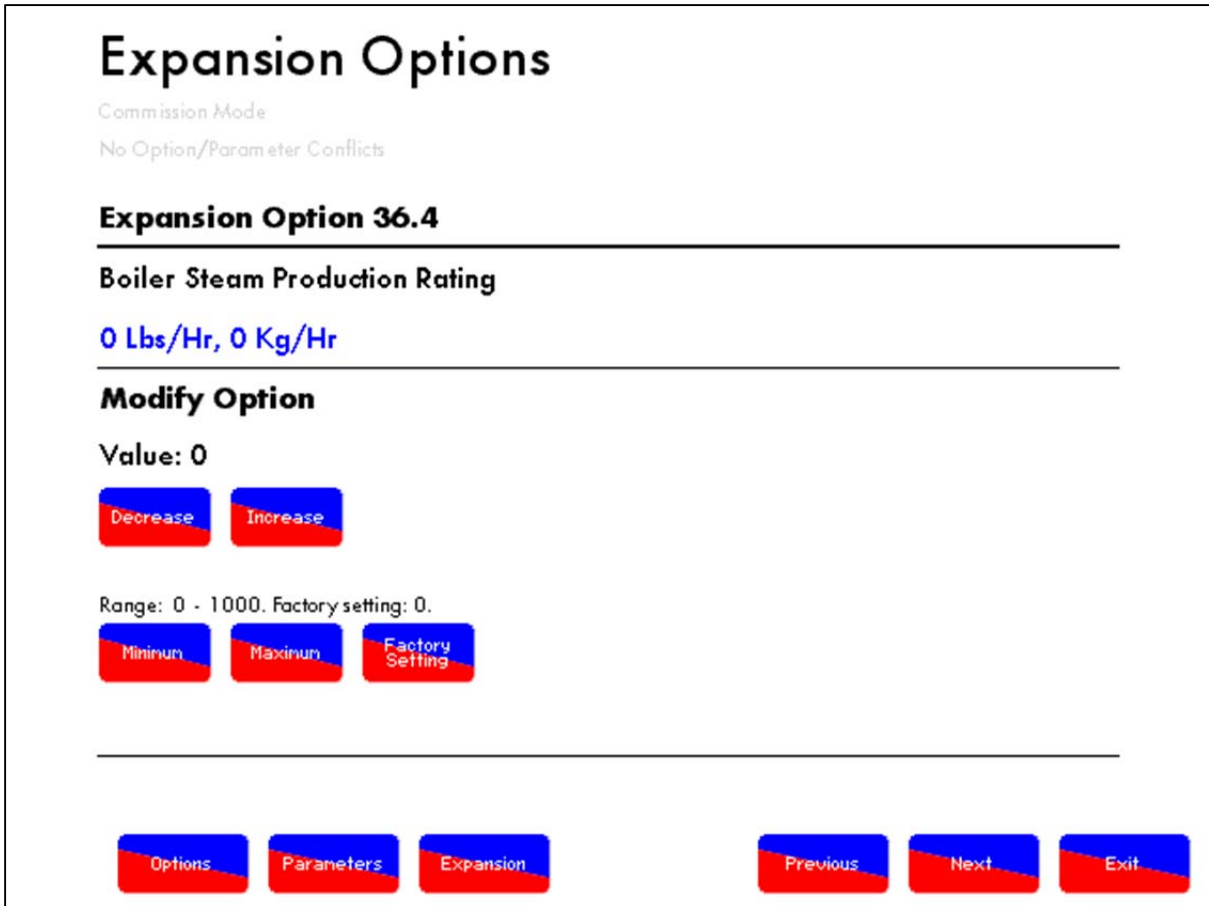 Expansion Options
Commission Mode
No Option/Parameter Conflicts
Expansion Option 36.4
Boiler Steam Production Rating
0 Lbs/Hr, 0 Kg/Hr
Modify Option
Value: 0
Decrease Increase
Range: 0 - 1000. Factory setting: 0.
Minimum Maximum Factory Setting
Options Parameters Expansion Previous Next Exit